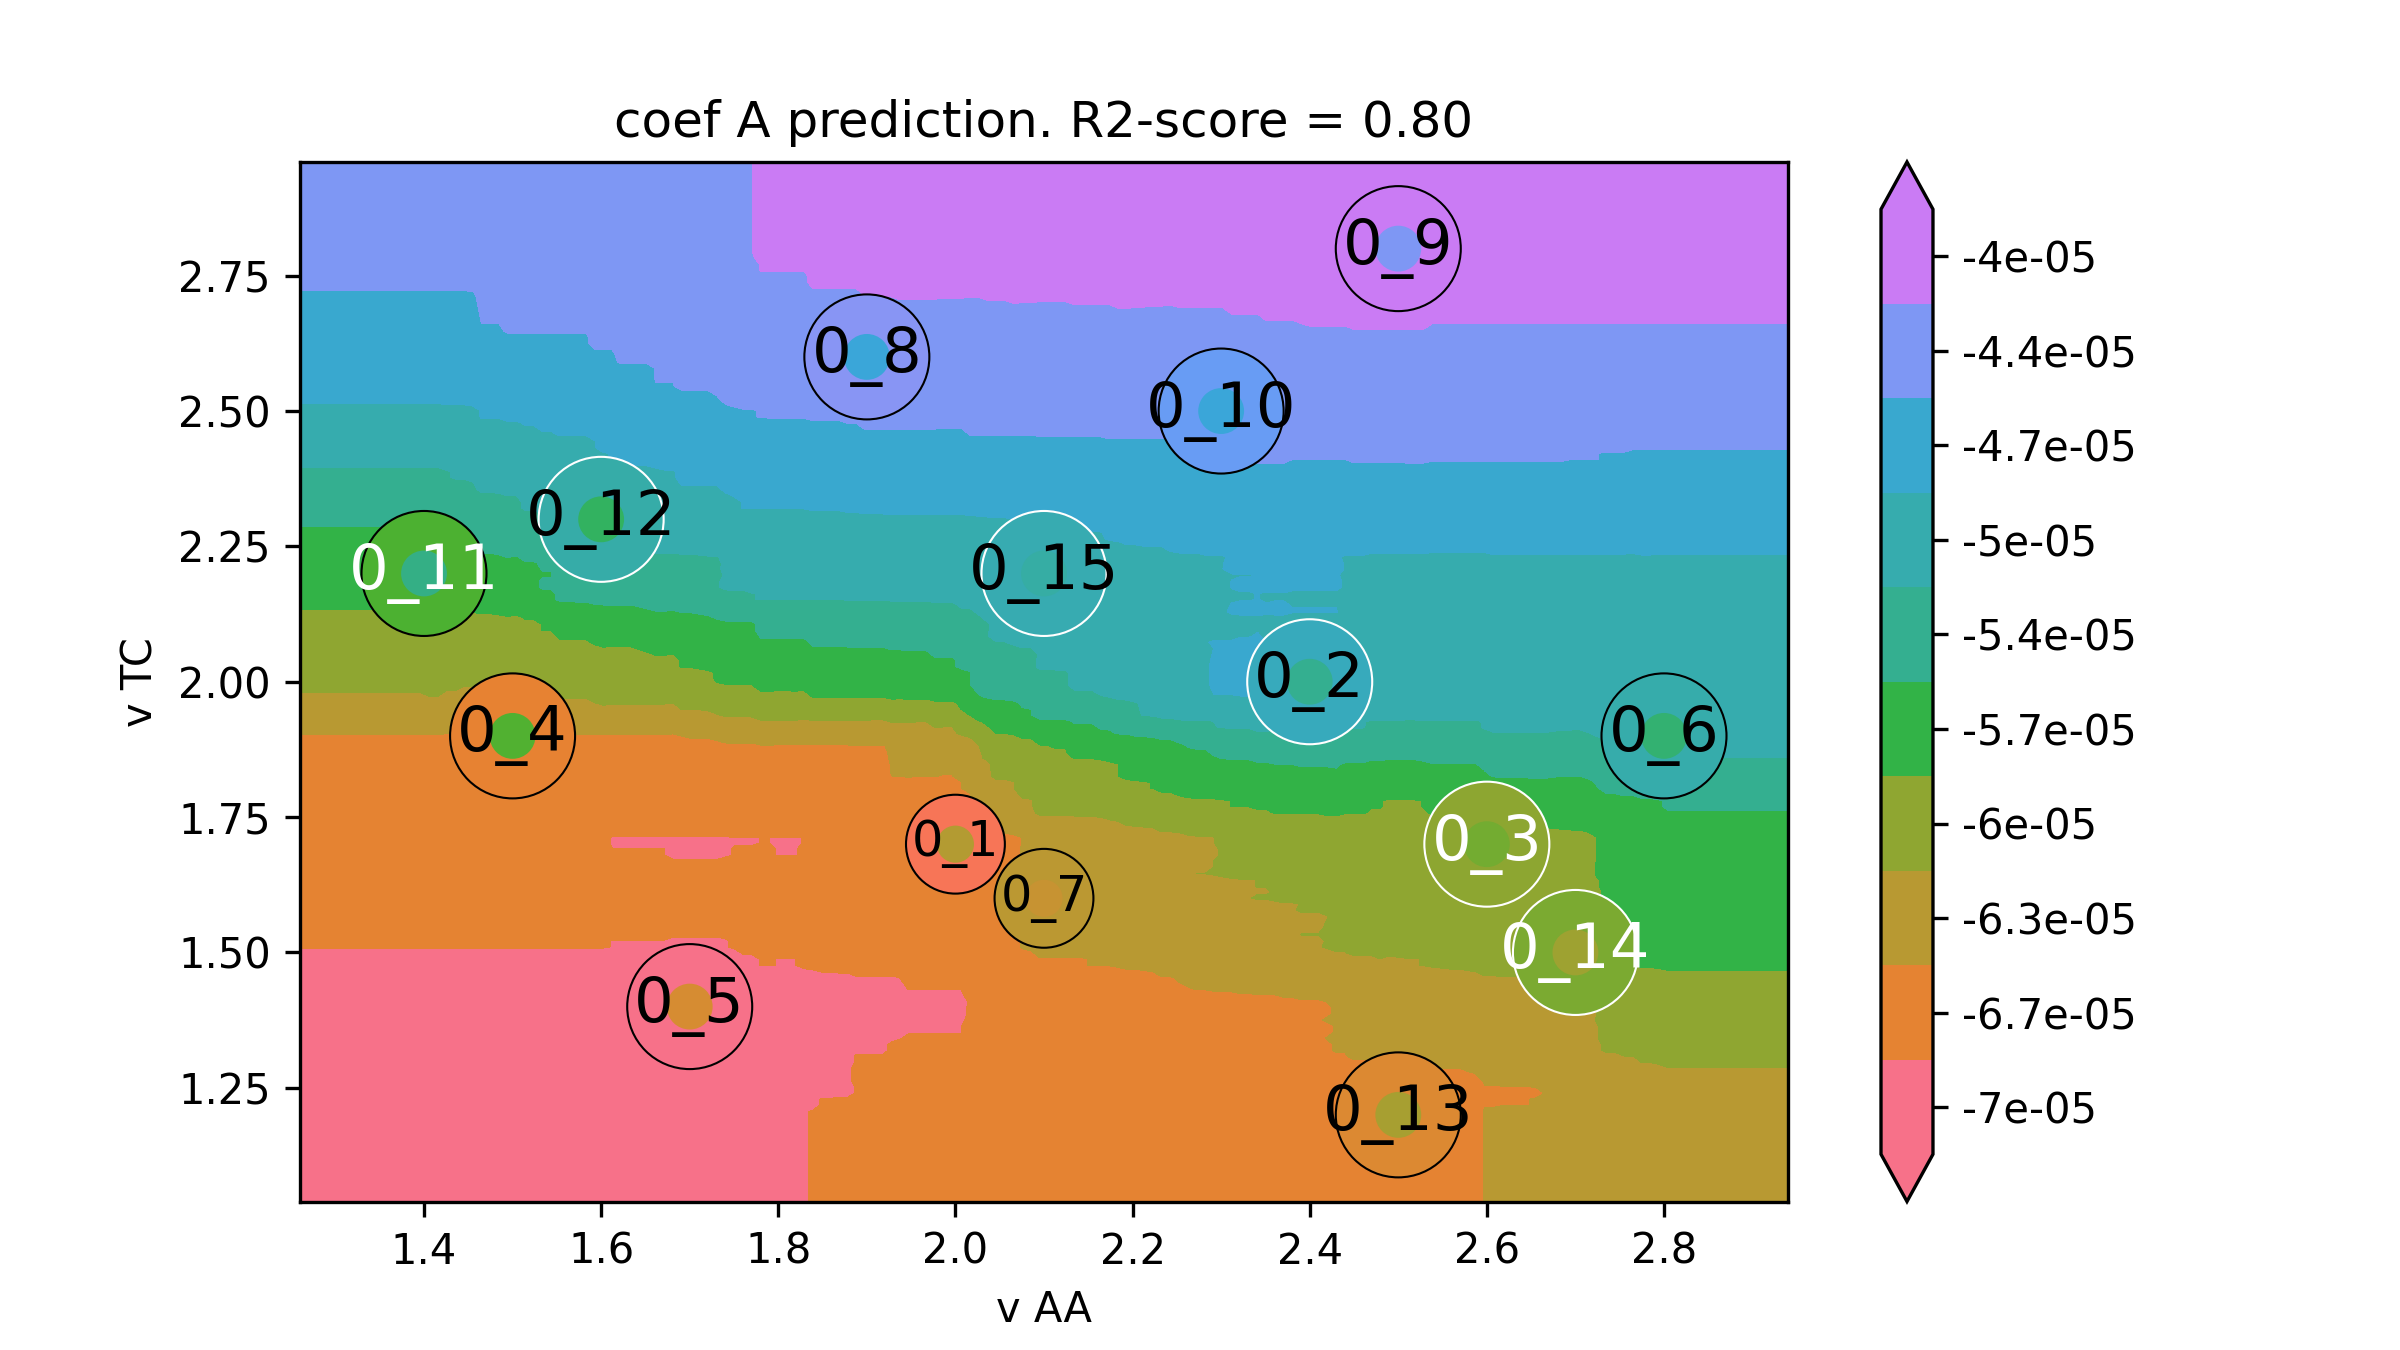 coef A prediction. R2-score = 0.80
v TC
2.75
2.50
2.25
2.00
1.75
1.50
1.25
0_9
0_8
0_10
0_12
0_11
0_15
0_2
0_4
0_6
0_1
0_3
0_7
0_14
0_5
0_13
1.4 1.6 1.8 2.0 2.2 2.4 2.6 2.8
v AA
-4e-05
-4.4e-05
-4.7e-05
-5e-05
-5.4e-05
-5.7e-05
-6e-05
-6.3e-05
-6.7e-05
-7e-05